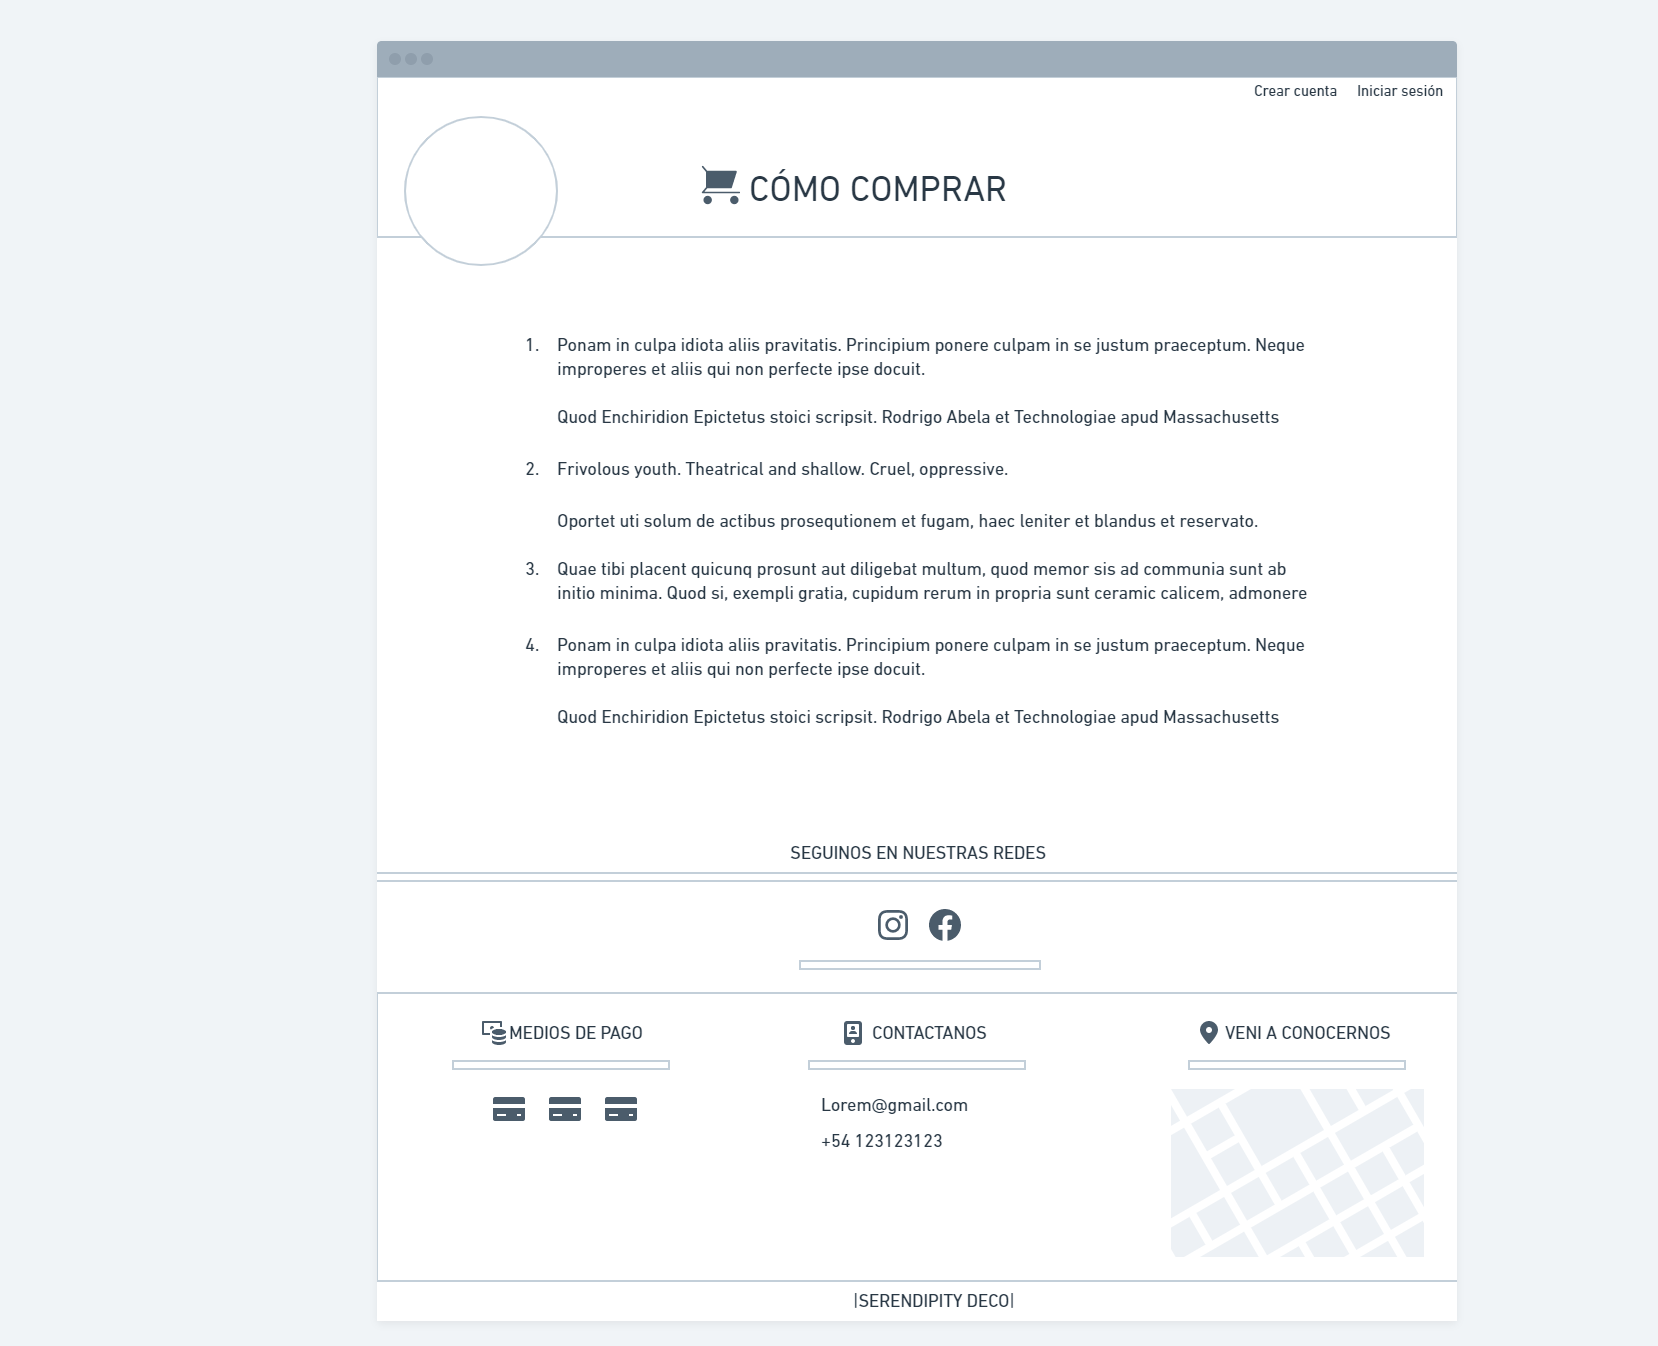 Crear cuenta Iniciar sesión
CÓMO COMPRAR
1. Ponam in culpa idiota aliis pravitatis. Principium ponere culpam in se justum praeceptum. Neque
improperes et aliis qui non perfecte ipse docuit.
Quod Enchiridion Epictetus stoici scripsit. Rodrigo Abela et Technologiae apud Massachusetts
2. Frivolous youth. Theatrical and shallow. Cruel, oppressive.
Oportet uti solum de actibus prosequtionem et fugam, haec leniter et blandus et reservato.
3. Quae tibi placent quicunq prosunt aut diligebat multum, quod memor sis ad communia sunt ab
initio minima. Quod si, exempli gratia, cupidum rerum in propria sunt ceramic calicem, admonere
4. Ponam in culpa idiota aliis pravitatis. Principium ponere culpam in se justum praeceptum. Neque
improperes et aliis qui non perfecte ipse docuit.
Quod Enchiridion Epictetus stoici scripsit. Rodrigo Abela et Technologiae apud Massachusetts
SEGUINOS EN NUESTRAS REDES
MEDIOS DE PAGO
CONTACTANOS
Lorem@gmail.com
+54 123123123
VENI A CONOCERNOS
|SERENDIPITY DECO|